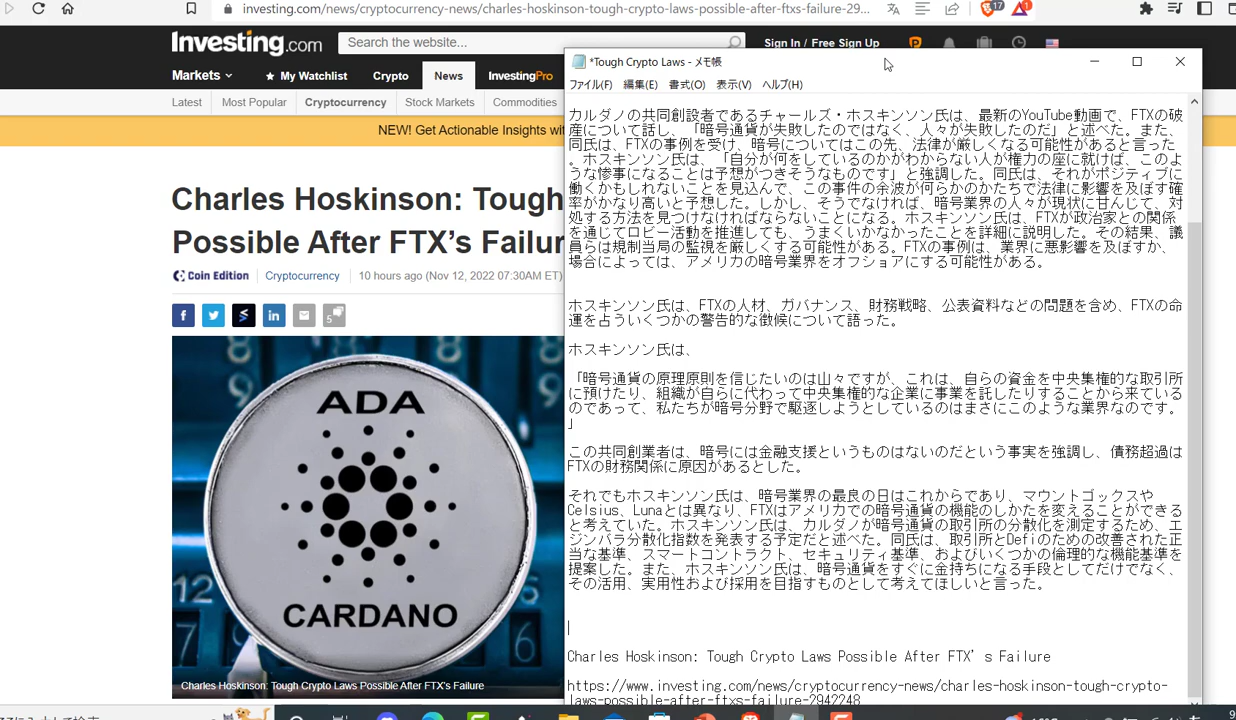 investing.com/news/cryptocurrency-news/charles-hoskinson-tough-crypto-laws-possible-after-ftxs-failure-29...
17
1
Investing.com
Search the website...
Sign In / Free Sign Up
Markets
My Watchlist
Crypto
News
InvestingPro
Latest
Most Popular
Cryptocurrency
Stock Markets
Commodities
NEW! Get Actionable Insights wit
Charles Hoskinson: Tough
Possible After FTX's Failur
Coin Edition
Cryptocurrency
10 hours ago (Nov 12, 2022 07:30AM ET)
5
ADA
CARDANO
Charles Hoskinson: Tough Crypto Laws Possible After FTX's Failure
*Tough Crypto Laws - メモ帳
ファイル(F) 編集(E) 書式(O) 表示(V) ヘルプ(H)
カルダノの共同創設者であるチャールズ・ホスキンソン氏は、最新のYouTube動画で、FTXの破
産について話し、「暗号通貨が失敗したのではなく、人々が失敗したのだ」と述べた。また、
同氏は、FTXの事例を受け、暗号についてはこの先、法律が厳しくなる可能性があると言った
。ホスキンソン氏は、「自分が何をしているのかがわからない人が権力の座に就けば、このよ
うな惨事になることは予想がつきそうなものです」と強調した。同氏は、それがポジティブに
働くかもしれないことを見込んで、この事件の余波が何らかのかたちで法律に影響を及ぼす確
率がかなり高いと予想した。しかし、そうでなければ、暗号業界の人々が現状に甘んじて、対
処する方法を見つけなければならないことになる。ホスキンソン氏は、FTXが政治家との関係
を通じてロビー活動を推進しても、うまくいかなかったことを詳細に説明した。その結果、議
員らは規制当局の監視を厳しくする可能性がある。FTXの事例は、業界に悪影響を及ぼすか、
場合によっては、アメリカの暗号業界をオフショアにする可能性がある。
ホスキンソン氏は、FTXの人材、ガバナンス、財務戦略、公表資料などの問題を含め、FTXの命
運を占ういくつかの警告的な徴候について語った。
ホスキンソン氏は、
「暗号通貨の原理原則を信じたいのは山々ですが、これは、自らの資金を中央集権的な取引所
に預けたり、組織が自らに代わって中央集権的な企業に事業を託したりすることから来ている
のであって、私たちが暗号分野で駆逐しようとしているのはまさにこのような業界なのです。
」
この共同創業者は、暗号には金融支援というものはないのだという事実を強調し、債務超過は
FTXの財務関係に原因があるとした。
それでもホスキンソン氏は、暗号業界の最良の日はこれからであり、マウントゴックスや
Celsius、Lunaとは異なり、FTXはアメリカでの暗号通貨の機能のしかたを変えることができる
と考えていた。ホスキンソン氏は、カルダノが暗号通貨の取引所の分散化を測定するため、エ
ジンバラ分散化指数を発表する予定だと述べた。同氏は、取引所とDefiのための改善された正
当な基準、スマートコントラクト、セキュリティ基準、およびいくつかの倫理的な機能基準を
提案した。また、ホスキンソン氏は、暗号通貨をすぐに金持ちになる手段としてだけでなく、
その活用、実用性および採用を目指すものとして考えてほしいと言った。
Charles Hoskinson: Tough Crypto Laws Possible After FTX's Failure
https://www.investing.com/news/cryptocurrency-news/charles-hoskinson-tough-crypto-
laws-possible-after-ftxs-failure-2942248